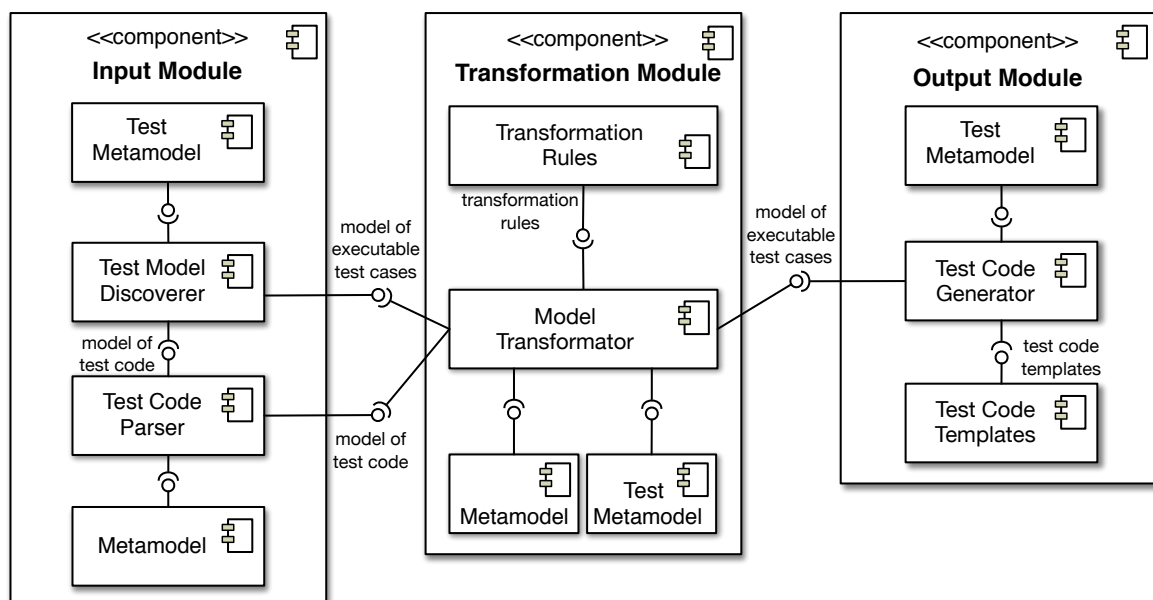 <<component>>
Input Module
Test
Metamodel
Test Model
Discoverer
model of
test code
Test Code
Parser
Metamodel
model of
executable
test cases
model of
test code
<<component>>
Transformation Module
Transformation
Rules
transformation
rules
Model
Transformator
Metamodel
Test
Metamodel
model of
executable
test cases
<<component>>
Output Module
Test
Metamodel
Test Code
Generator
test code
templates
Test Code
Templates